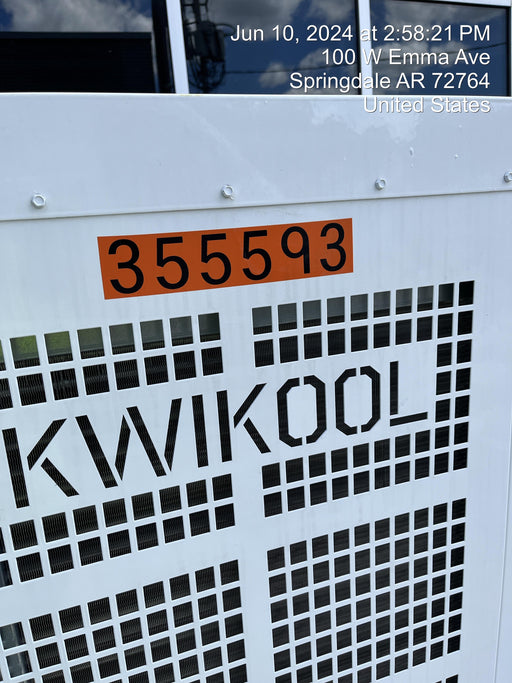 Jun 10, 2024 at 2:58:21 PM
100 W Emma Ave
Springdale AR 72764
United States
355593
KWIKOOL